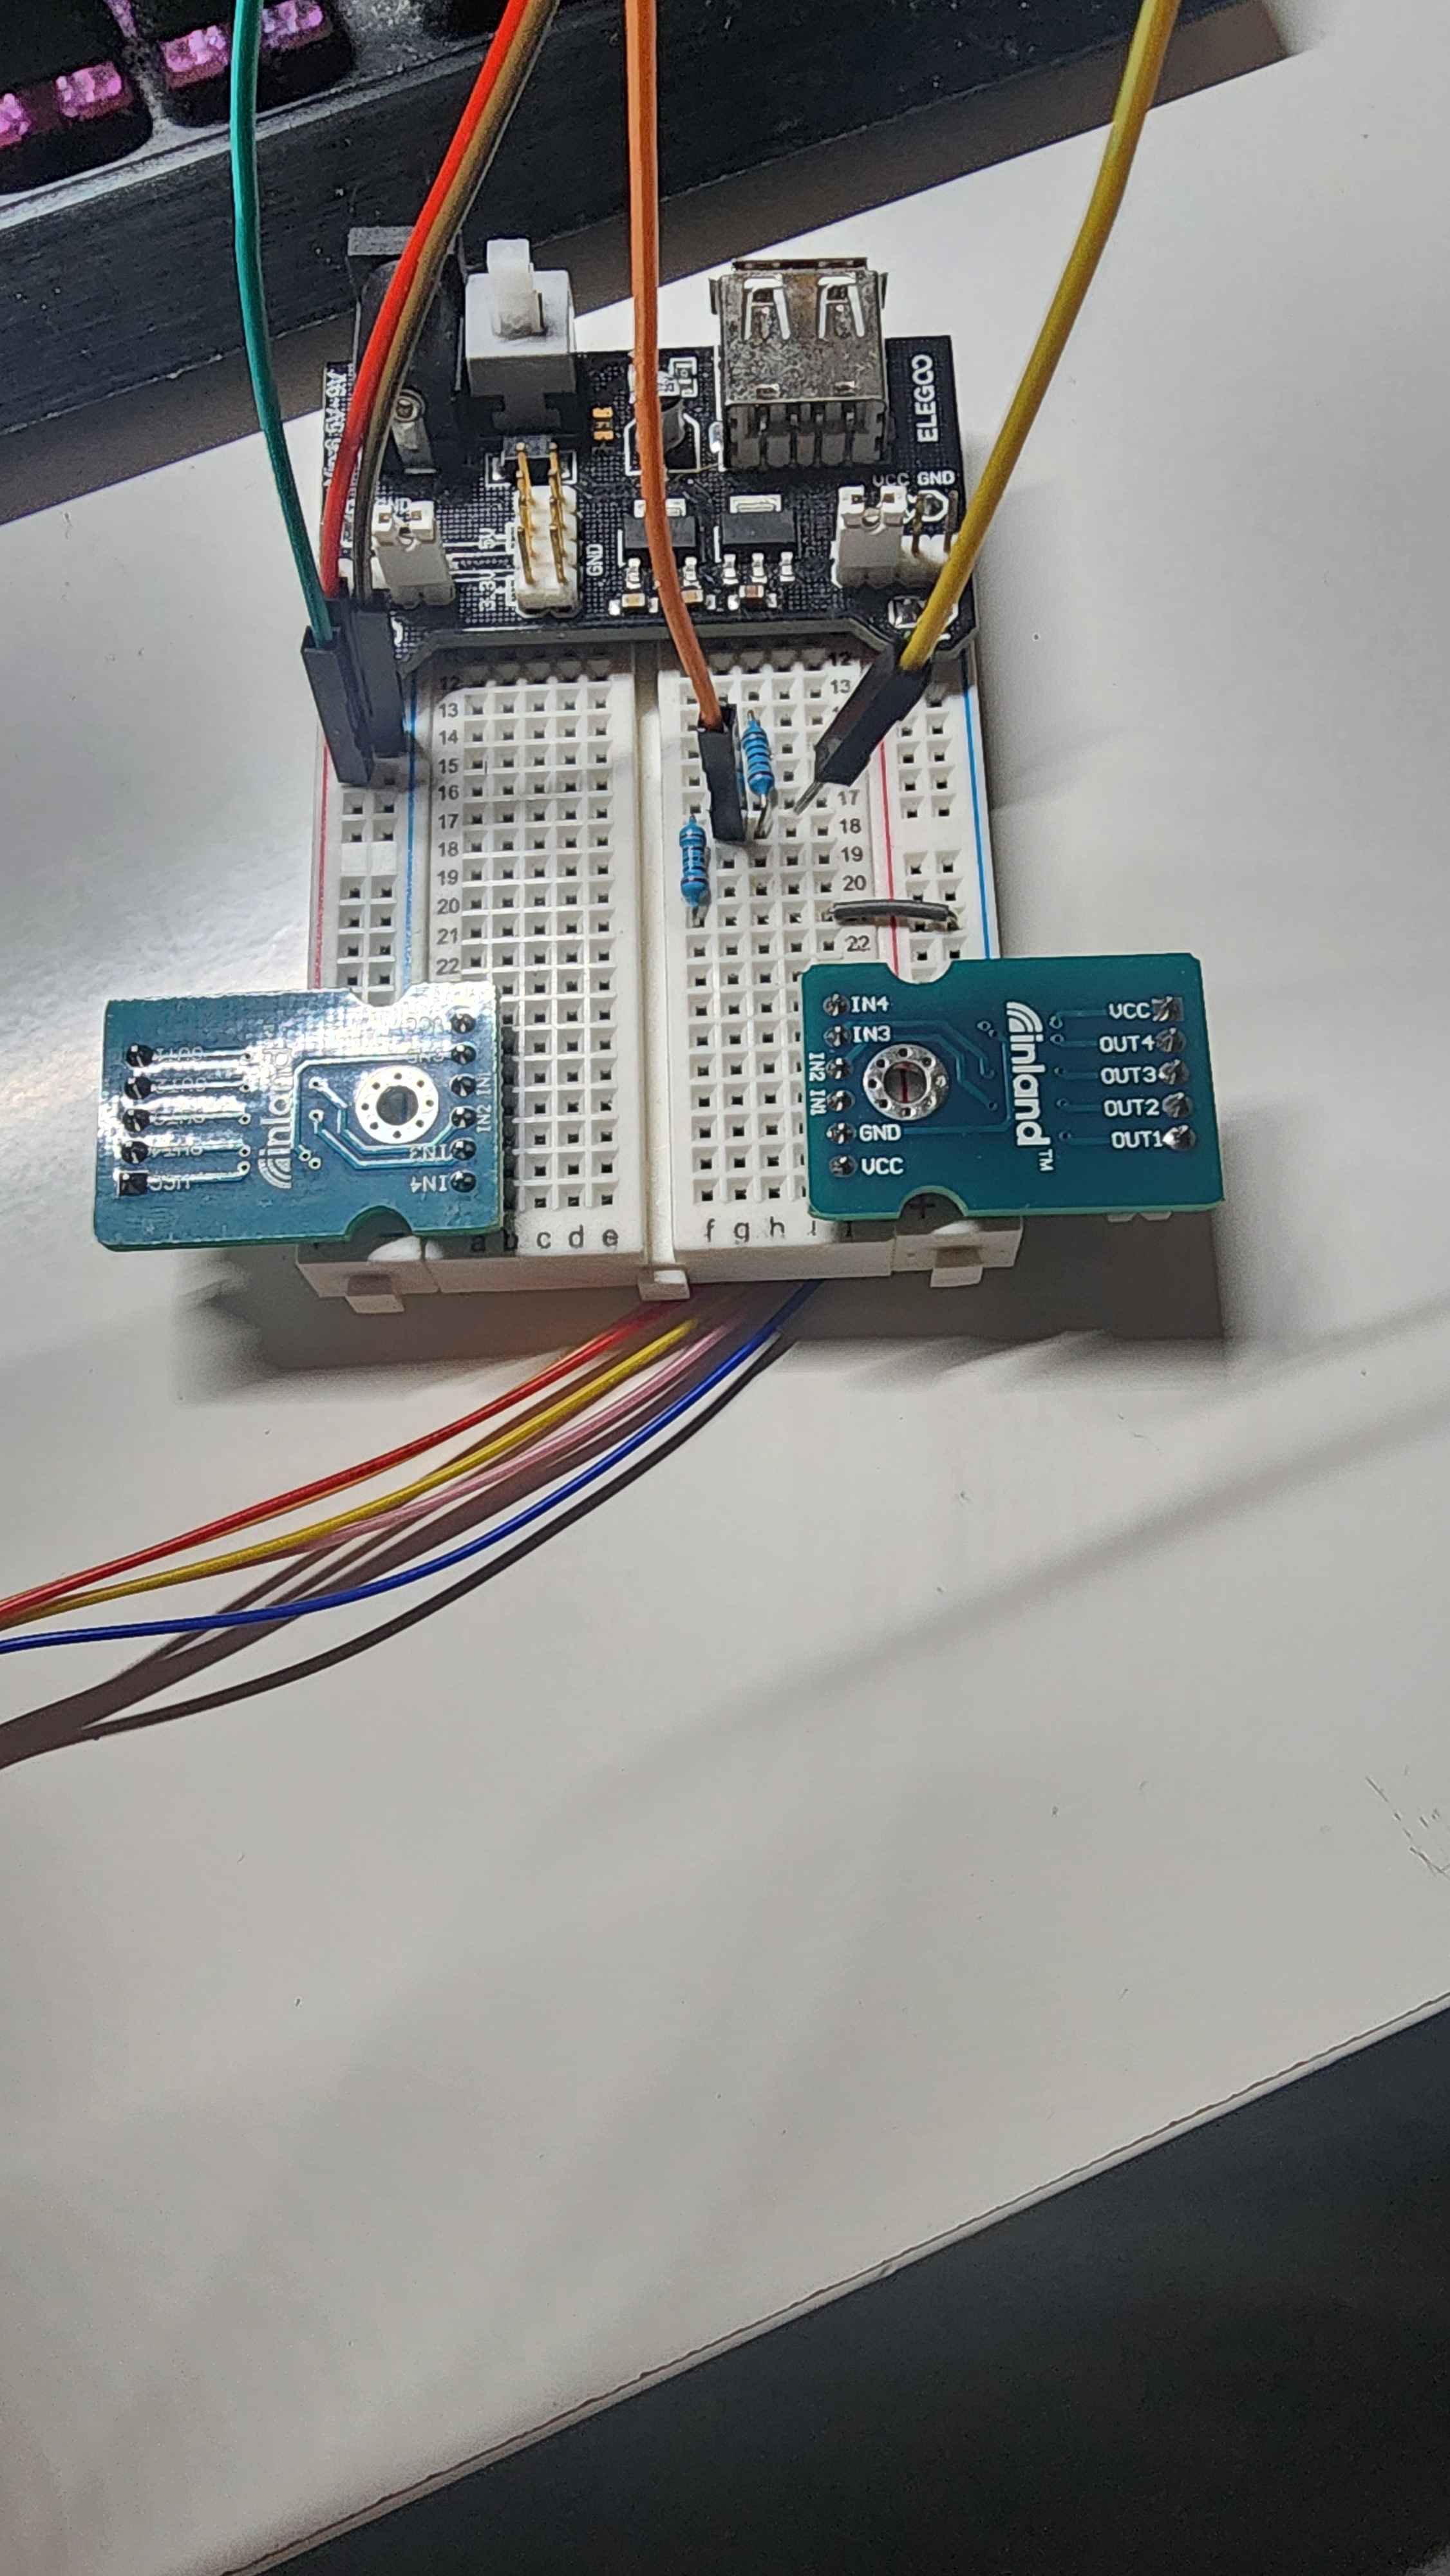 ELEGOO
VCC GND
3.3V
5V
GND
12
13
14
15
16
17
18
19
20
21
22
12
13
17
18
19
20
22
IN1
IN2
IN3
IN4
inland
IN4
IN3
IN2
IN1
GND
VCC
inland™
VCC
OUT4
OUT3
OUT2
OUT1
a
c
d
e
f
g
h